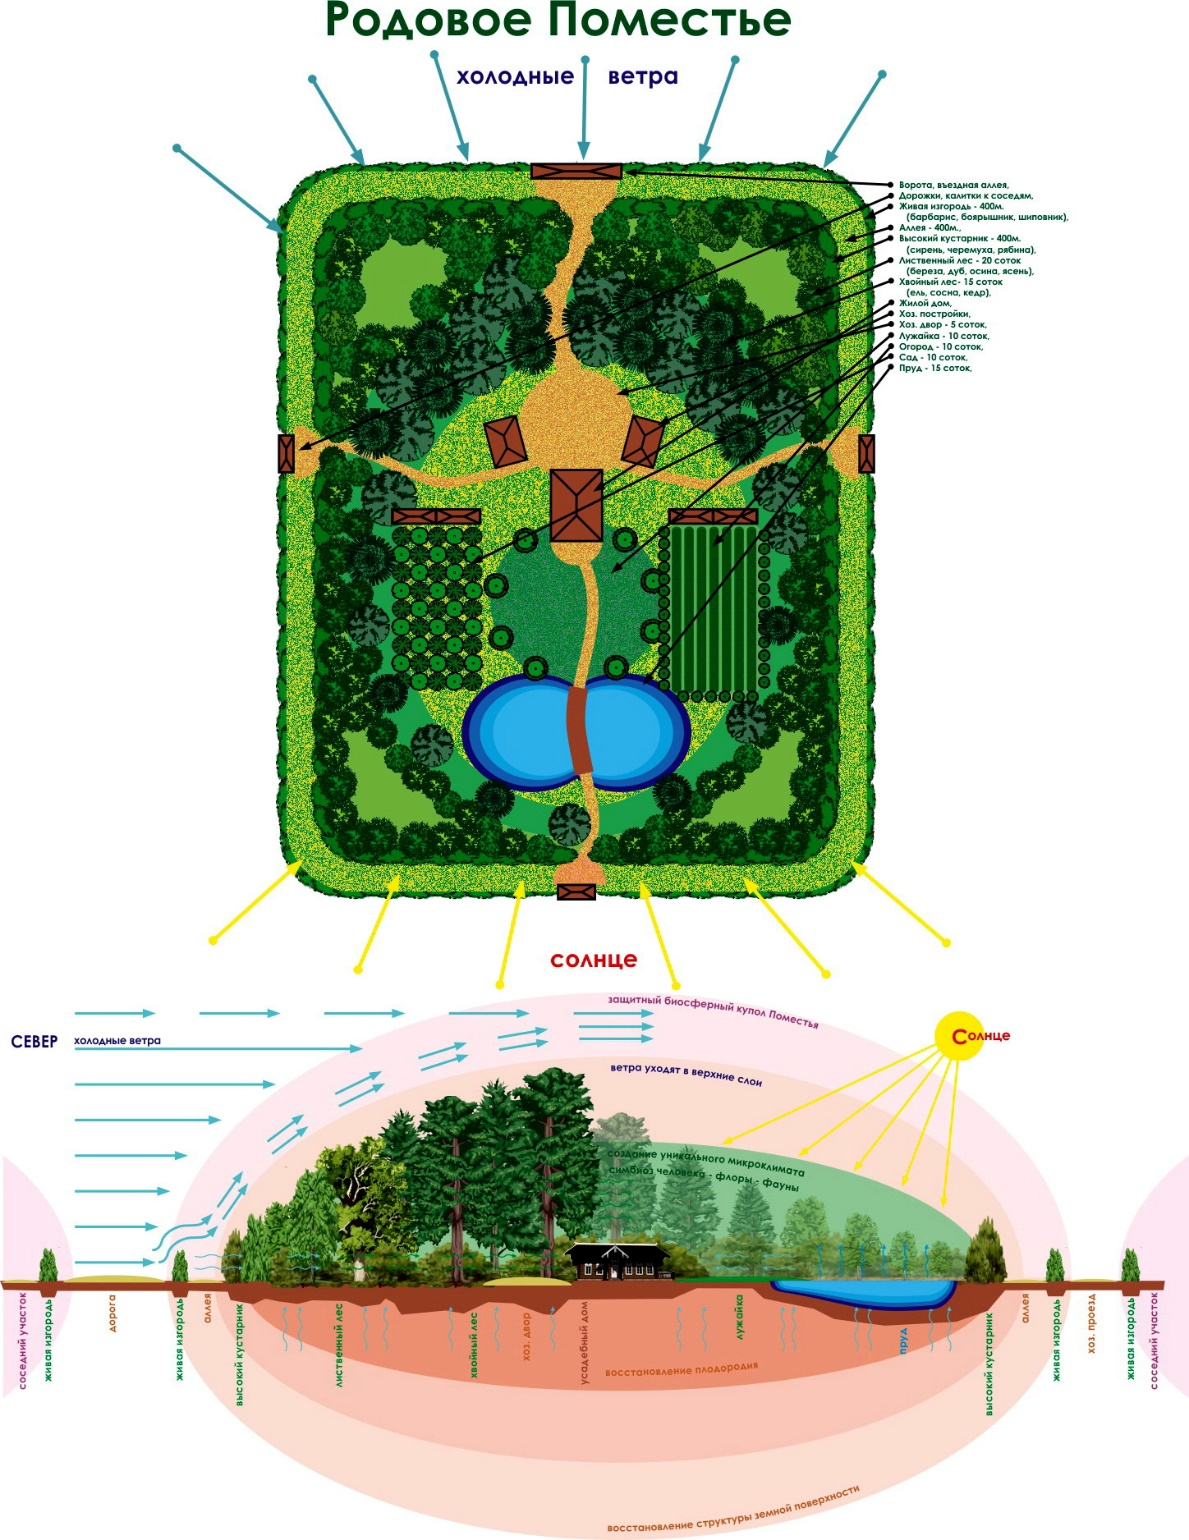 Родовое Поместье
холодные ветра
Ворота, въездная аллея,
Дорожки, калитки к соседям,
Живая изгородь - 400м.
(барбарис, боярышник, шиповник),
Аллея - 400м.,
Высокий кустарник - 400м.
(сирень, черемуха, рябина),
Лиственный лес - 20 соток
(береза, дуб, осина, ясень),
Хвойный лес- 15 соток
(ель, сосна, кедр),
Жилой дом,
Хоз. постройки,
Хоз. двор - 5 соток,
Лужайка - 10 соток,
Огород - 10 соток,
Сад - 10 соток,
Пруд - 15 соток,
солнце
защитный биосферный купол Поместья
СЕВЕР
холодные ветра
Солнце
ветра уходят в верхние слои
создание уникального микроклимата
симбиоз человека - флоры - фауны
соседний участок
живая изгородь
дорога
живая изгородь
аллея
высокий кустарник
лиственный лес
хвойный лес
хоз. двор
усадебный дом
лужайка
пруд
высокий кустарник
аллея
живая изгородь
хоз. проезд
живая изгородь
соседний участок
восстановление плодородия
восстановление структуры земной поверхности